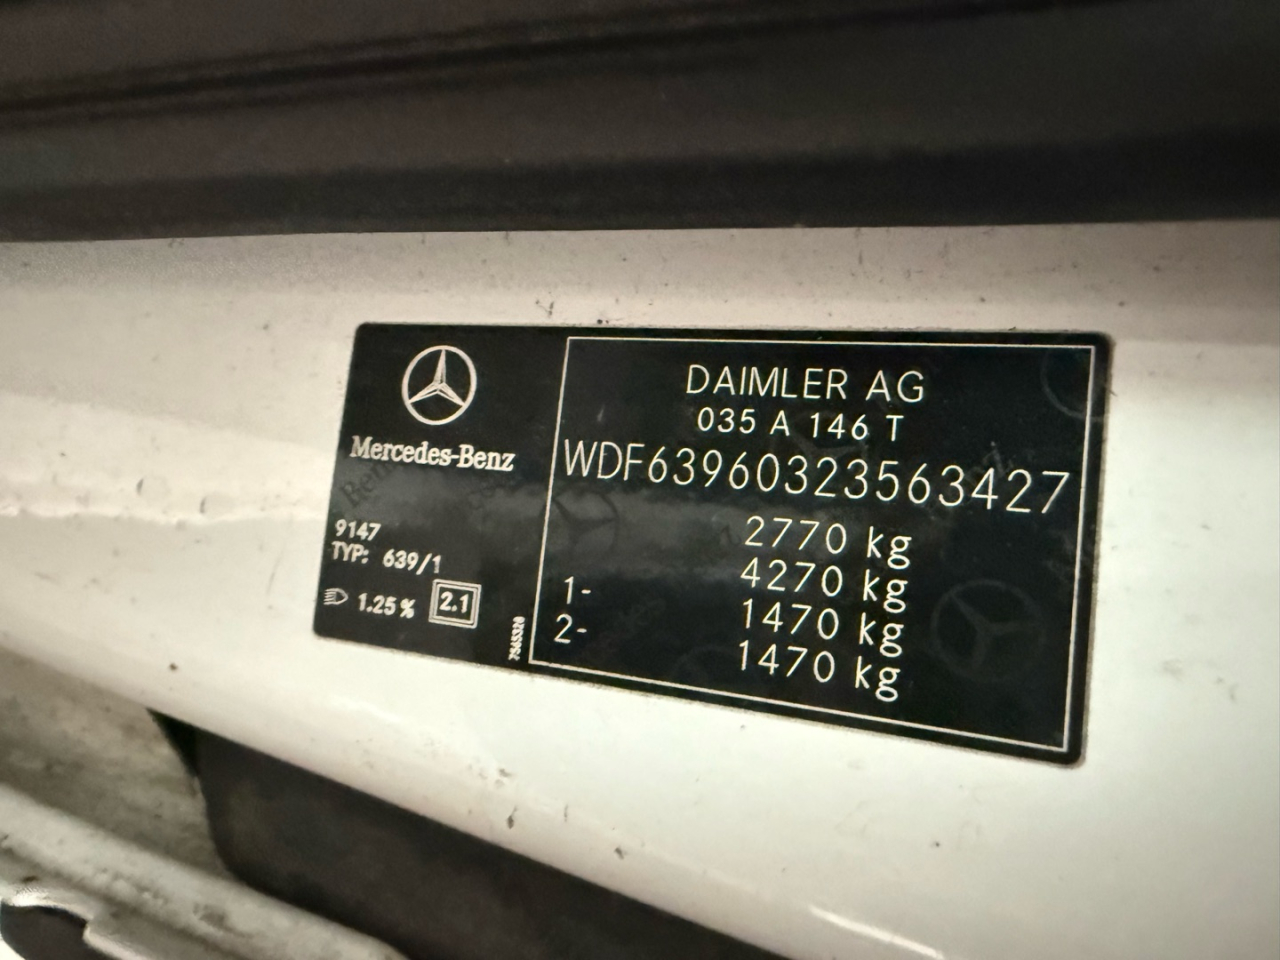 Mercedes-Benz
9147
TYP: 639/1
1.25 % 2.1
7565320
DAIMLER AG
035 A 146 T
WDF63960323563427
2770 kg
4270 kg
1- 1470 kg
2- 1470 kg